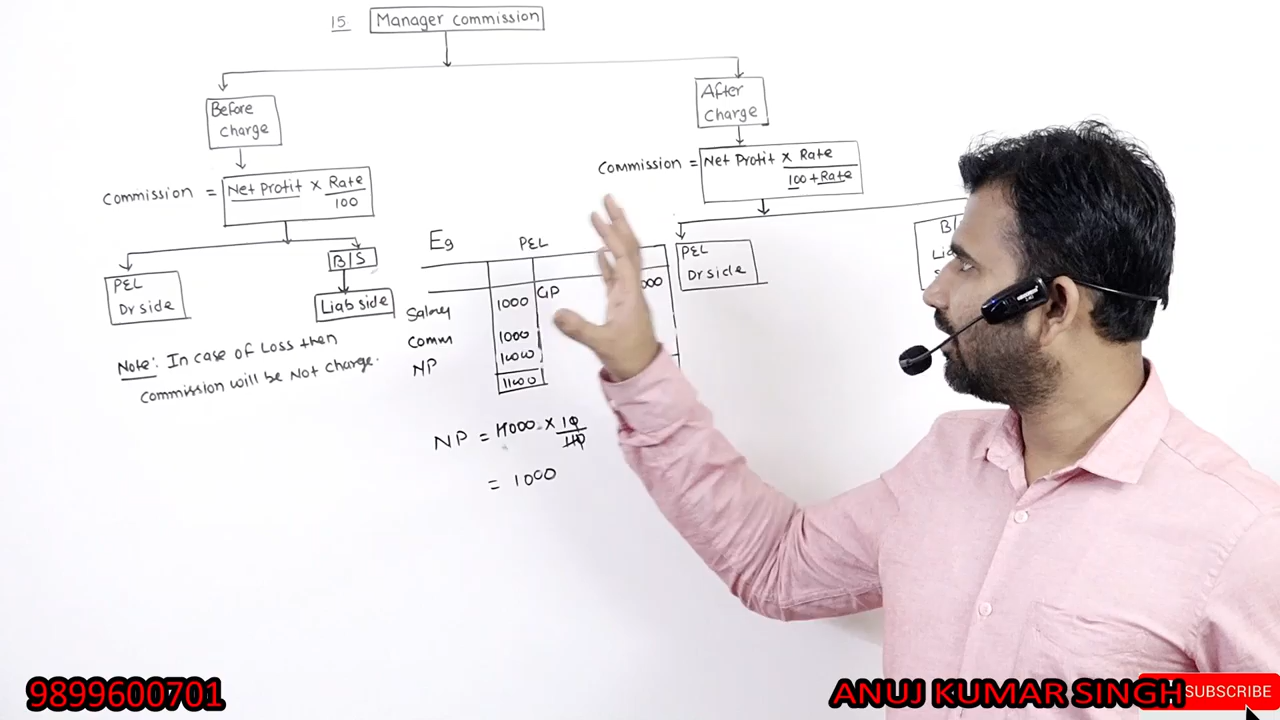 15 Manager commission
Before
charge
Commission = Net Profit × Rate
100
P&L
Dr side
B/S
Liab side
Note: In case of Loss then
Commission will be Not charge.
After
charge
Commission = Net Profit × Rate
100 + Rate
P&L
Dr side
B/
Eg P&L
Salary 1000 GP
Comm 1000
NP 10000
11000
NP = 11000 × 10
110
= 1000
9899600701
ANUJ KUMAR SINGH
SUBSCRIBE